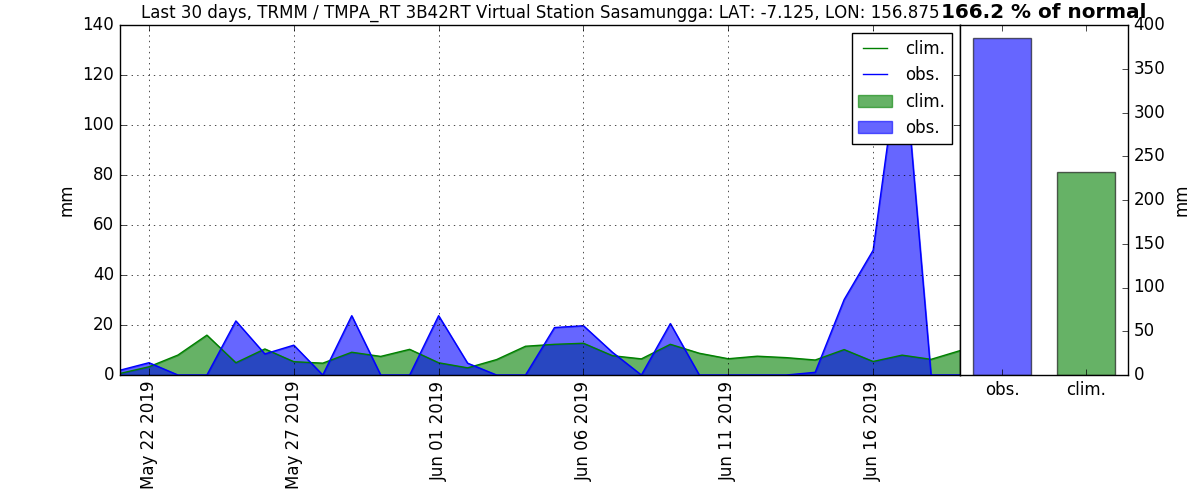 Last 30 days, TRMM / TMPA_RT 3B42RT Virtual Station Sasamungga: LAT: -7.125, LON: 156.875
166.2 % of normal
140
120
100
80
60
40
20
0
mm
clim.
obs.
clim.
obs.
May 22 2019
May 27 2019
Jun 01 2019
Jun 06 2019
Jun 11 2019
Jun 16 2019
400
350
300
250
200
150
100
50
0
mm
obs.
clim.